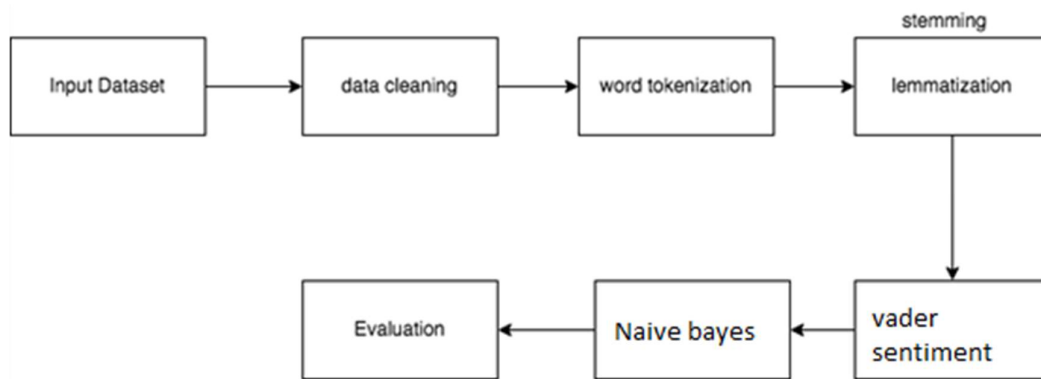 stemming
Input Dataset
data cleaning
word tokenization
lemmatization
vader
sentiment
Naive bayes
Evaluation